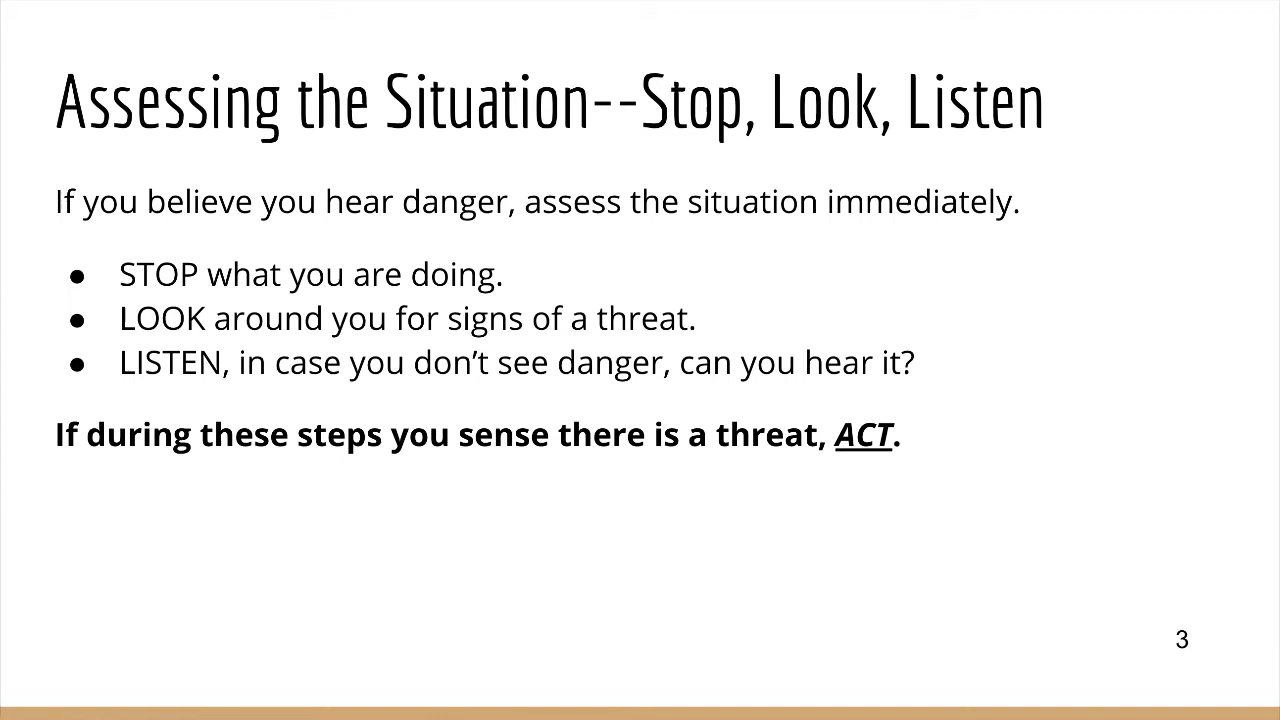 Assessing the Situation--Stop, Look, Listen
If you believe you hear danger, assess the situation immediately.
● STOP what you are doing.
● LOOK around you for signs of a threat.
● LISTEN, in case you don’t see danger, can you hear it?
If during these steps you sense there is a threat, ACT.
3